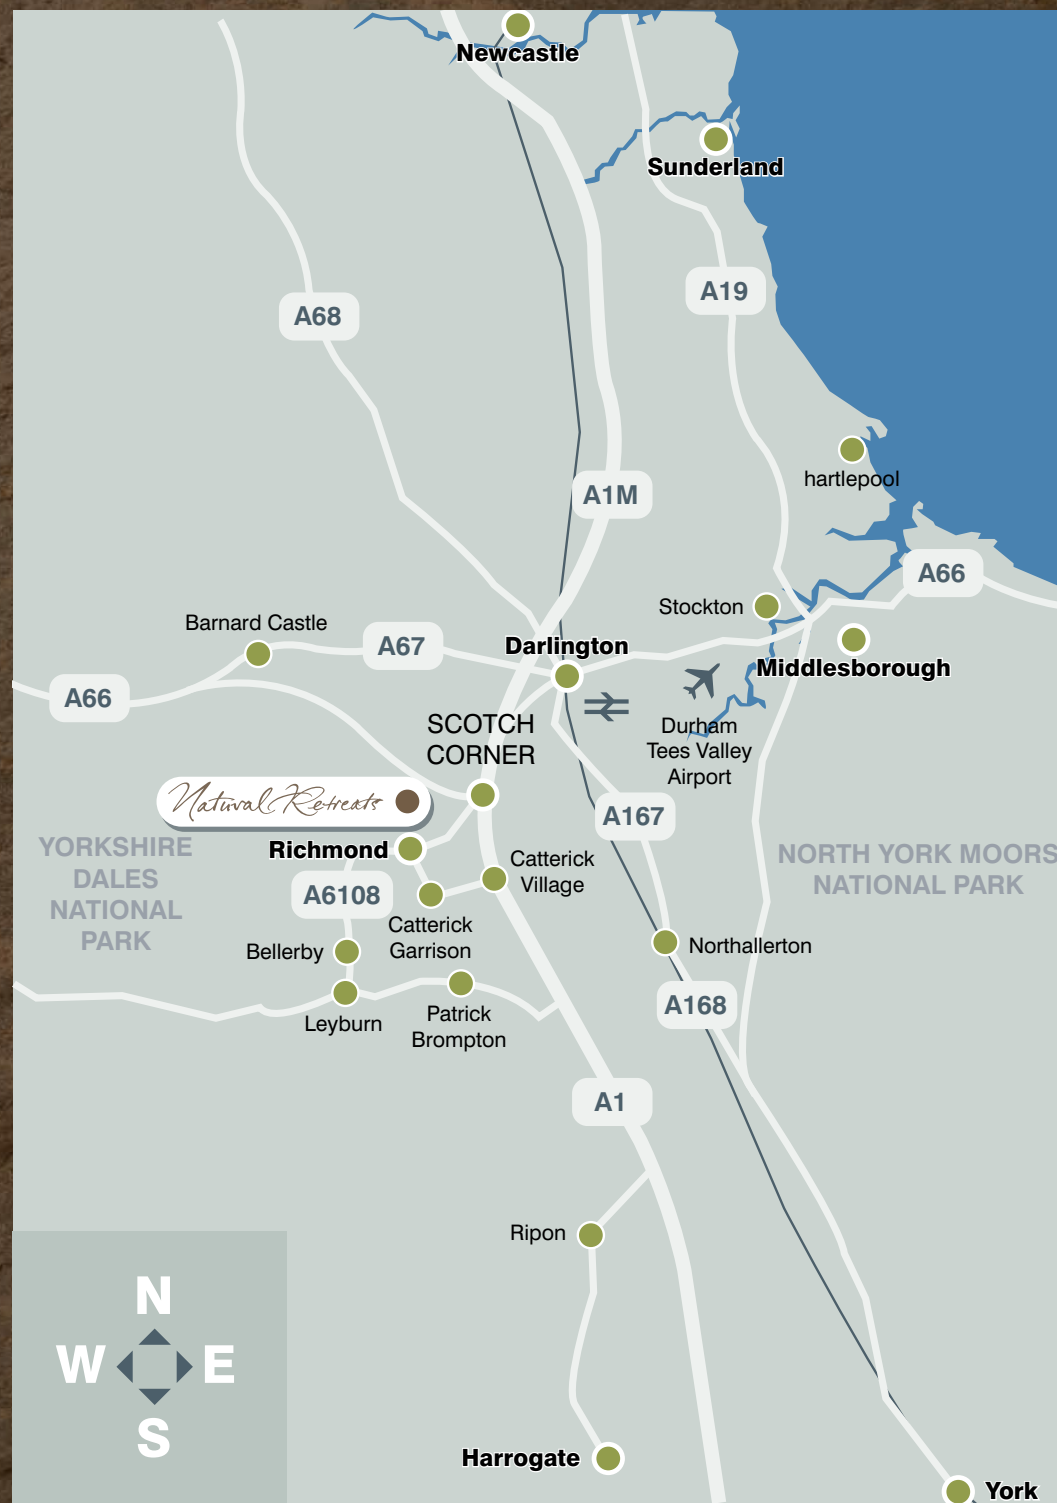 Newcastle
Sunderland
A19
A68
hartlepool
A1M
A66
Stockton
Barnard Castle
A67
Darlington
Middlesborough
A66
SCOTCH
CORNER
Durham
Tees Valley
Airport
Natural Retreats
A167
YORKSHIRE
DALES
NATIONAL
PARK
Richmond
Catterick
Village
NORTH YORK MOORS
NATIONAL PARK
A6108
Catterick
Garrison
Bellerby
Northallerton
A168
Leyburn
Patrick
Brompton
A1
Ripon
N
W E
S
Harrogate
York